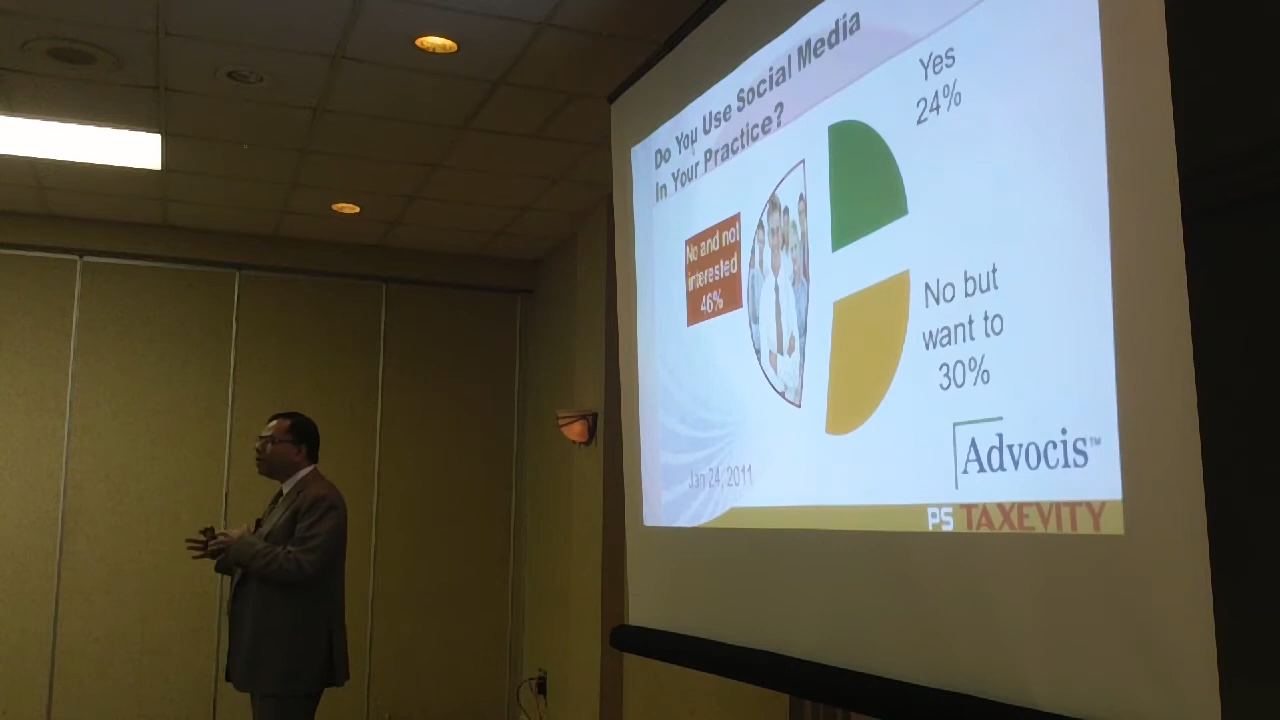 Do You Use Social Media
In Your Practice?
Yes
24%
No and not
interested
46%
No but
want to
30%
Advocis™
Jan 24, 2011
PS TAXEVITY